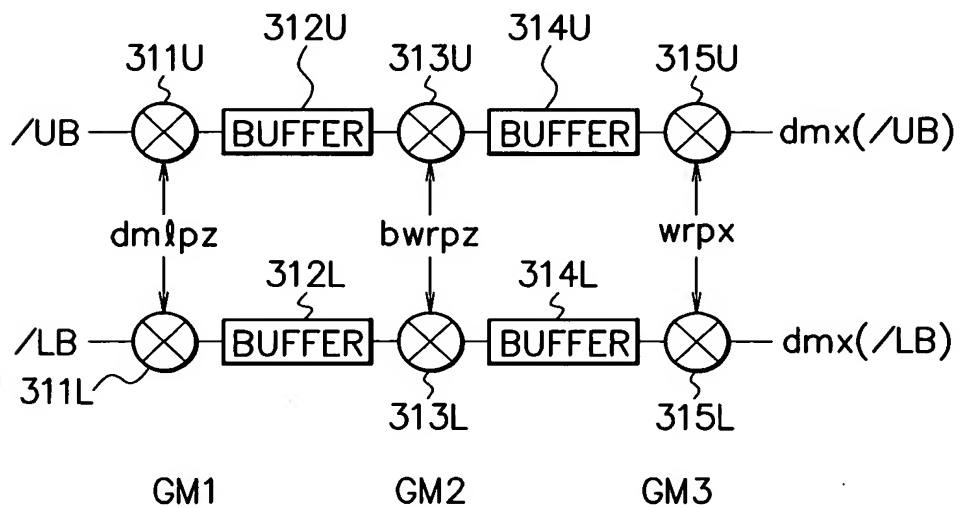 312U 314U
311U 313U 315U
/UB BUFFER BUFFER dmx(/UB)
dmℓpz bwrpz wrpx
312L 314L
/LB BUFFER BUFFER dmx(/LB)
311L 313L 315L
GM1 GM2 GM3